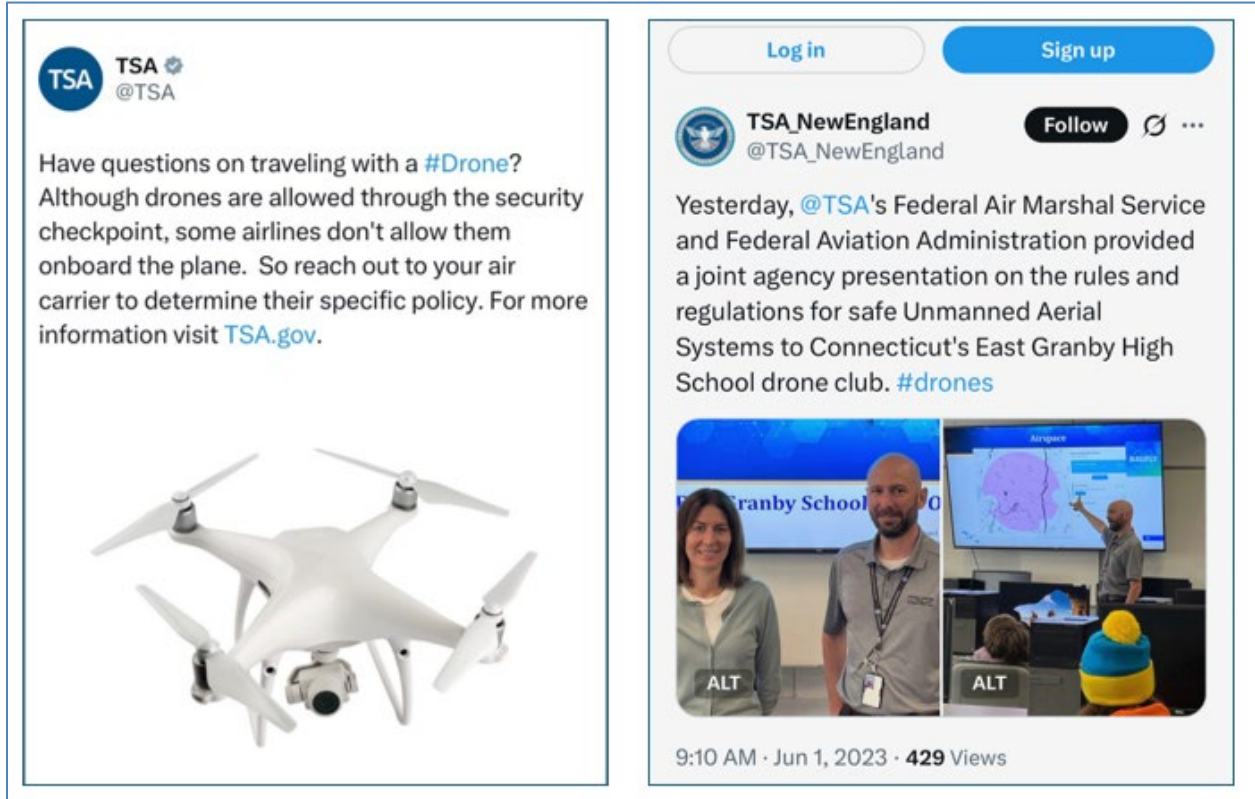 TSA
TSA
@TSA
Have questions on traveling with a #Drone?
Although drones are allowed through the security
checkpoint, some airlines don't allow them
onboard the plane.  So reach out to your air
carrier to determine their specific policy. For more
information visit TSA.gov.
Log in
Sign up
TSA_NewEngland
@TSA_NewEngland
Follow
Yesterday, @TSA's Federal Air Marshal Service
and Federal Aviation Administration provided
a joint agency presentation on the rules and
regulations for safe Unmanned Aerial
Systems to Connecticut's East Granby High
School drone club. #drones
ranby School
Airspace
ALT
ALT
9:10 AM · Jun 1, 2023 · 429 Views